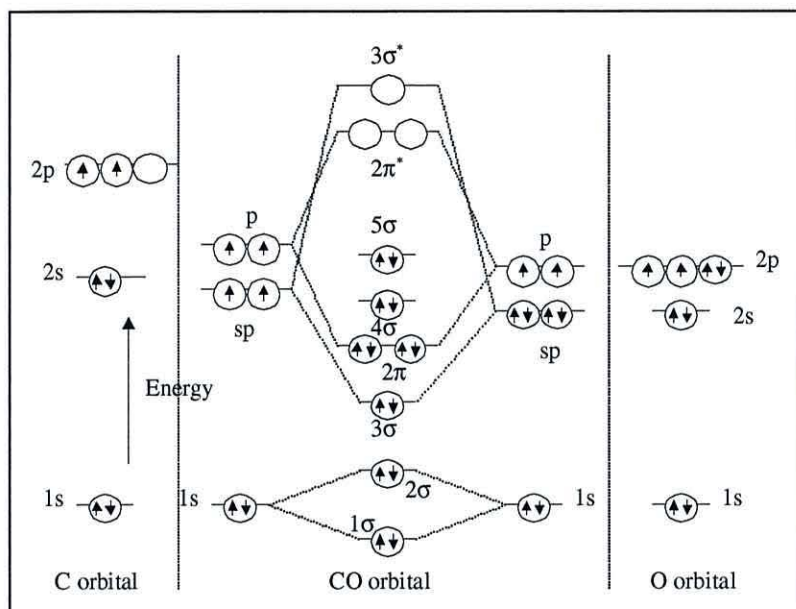 3σ*
2p
2π*
p
5σ
p
2p
2s
4σ
2s
sp
sp
2π
Energy
3σ
1s
1s
2σ
1s
1s
1σ
C orbital
CO orbital
O orbital